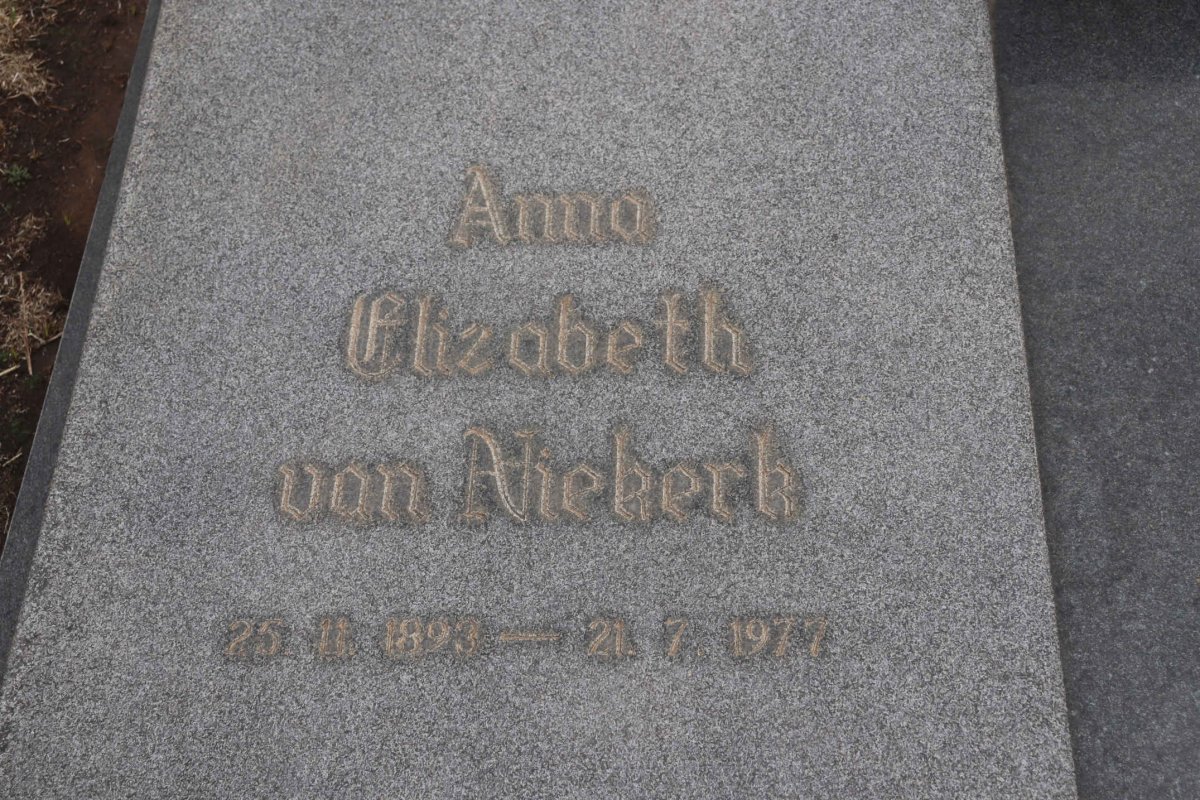 Anna
Elizabeth
van Niekerk
25. 11. 1893 — 21. 7. 1977